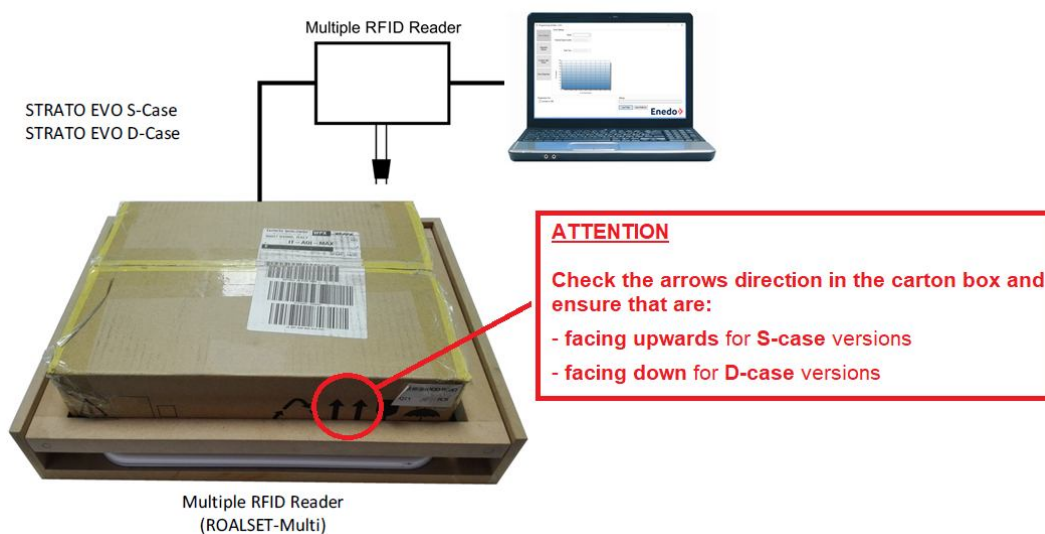 Multiple RFID Reader
STRATO EVO S-Case
STRATO EVO D-Case
Enedo
ATTENTION
Check the arrows direction in the carton box and
ensure that are:
- facing upwards for S-case versions
- facing down for D-case versions
Multiple RFID Reader
(ROALSET-Multi)